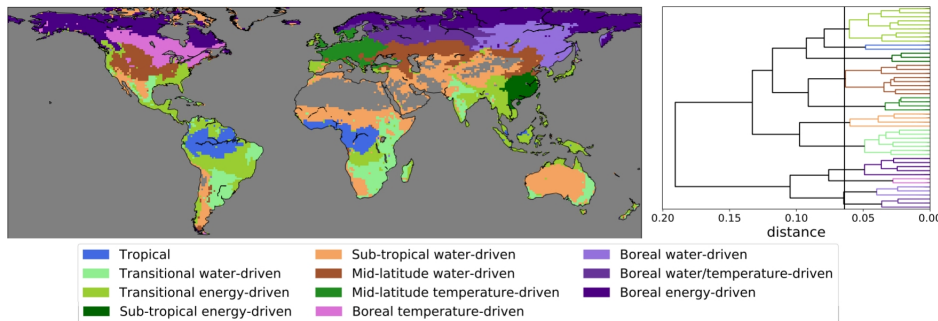 0.20 0.15 0.10 0.05 0.00
distance
Tropical Sub-tropical water-driven Boreal water-driven
Transitional water-driven Mid-latitude water-driven Boreal water/temperature-driven
Transitional energy-driven Mid-latitude temperature-driven Boreal energy-driven
Sub-tropical energy-driven Boreal temperature-driven